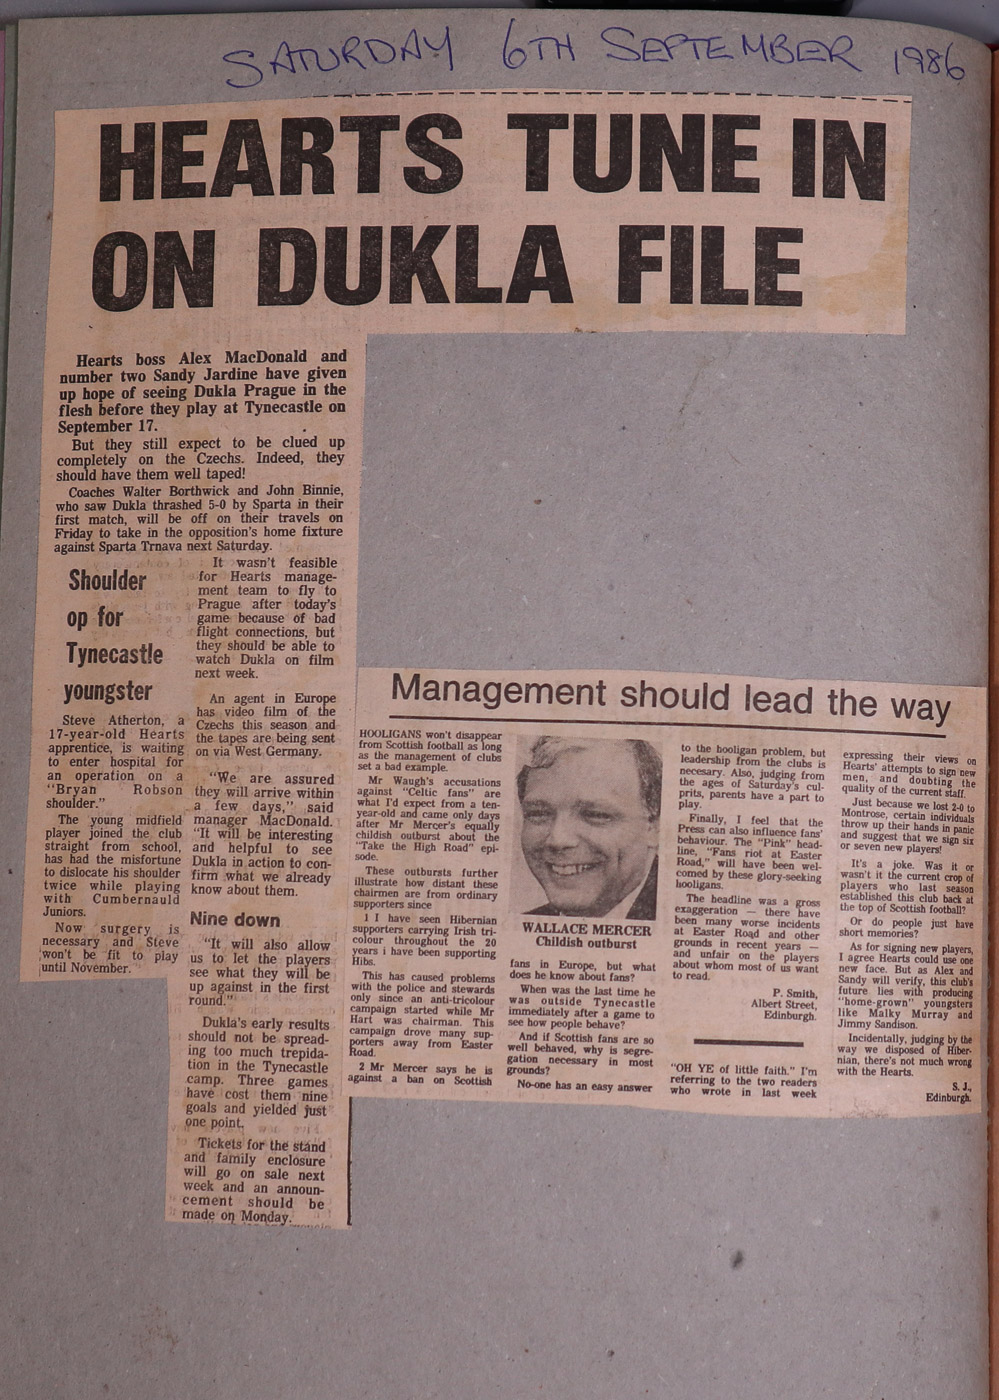 SATURDAY 6TH SEPTEMBER 1986
HEARTS TUNE IN
ON DUKLA FILE
Hearts boss Alex MacDonald and
number two Sandy Jardine have given
up hope of seeing Dukla Prague in the
flesh before they play at Tynecastle on
September 17.
But they still expect to be clued up
completely on the Czechs. Indeed, they
should have them well taped!
Coaches Walter Borthwick and John Binnie,
who saw Dukla thrashed 5-0 by Sparta in their
first match, will be off on their travels on
Friday to take in the opposition's home fixture
against Sparta Trnava next Saturday.
Shoulder
op for
Tynecastle
youngster
Steve Atherton, a
17-year-old Hearts
apprentice, is waiting
to enter hospital for
an operation on a
"Bryan Robson
shoulder."
The young midfield
player joined the club
straight from school,
has had the misfortune
to dislocate his shoulder
twice while playing
with Cumbernauld
Juniors.
Now surgery is
necessary and Steve
won't be fit to play
until November.
It wasn't feasible
for Hearts manage-
ment team to fly to
Prague after today's
game because of bad
flight connections, but
they should be able to
watch Dukla on film
next week.
An agent in Europe
has video film of the
Czechs this season and
the tapes are being sent
on via West Germany.
"We are assured
they will arrive within
a few days," said
manager MacDonald.
"It will be interesting
and helpful to see
Dukla in action to con-
firm what we already
know about them.
Nine down
"It will also allow
us to let the players
see what they will be
up against in the first
round."
Dukla's early results
should not be spread-
ing too much trepida-
tion in the Tynecastle
camp. Three games
have cost them nine
goals and yielded just
one point.
Tickets for the stand
and family enclosure
will go on sale next
week and an announ-
cement should be
made on Monday.
Management should lead the way
HOOLIGANS won't disappear
from Scottish football as long
as the management of clubs
set a bad example.
Mr Waugh's accusations
against "Celtic fans" are
what I'd expect from a ten-
year-old and came only days
after Mr Mercer's equally
childish outburst about the
"Take the High Road" epi-
sode.
These outbursts further
illustrate how distant these
chairmen are from ordinary
supporters since
1 I have seen Hibernian
supporters carrying Irish tri-
colour throughout the 20
years i have been supporting
Hibs.
This has caused problems
with the police and stewards
only since an anti-tricolour
campaign started while Mr
Hart was chairman. This
campaign drove many sup-
porters away from Easter
Road.
2 Mr Mercer says he is
against a ban on Scottish
WALLACE MERCER
Childish outburst
fans in Europe, but what
does he know about fans?
When was the last time he
was outside Tynecastle
immediately after a game to
see how people behave?
And if Scottish fans are so
well behaved, why is segre-
gation necessary in most
grounds?
No-one has an easy answer
to the hooligan problem, but
leadership from the clubs is
necesary. Also, judging from
the ages of Saturday's cul-
prits, parents have a part to
play.
Finally, I feel that the
Press can also influence fans'
behaviour. The "Pink" head-
line, "Fans riot at Easter
Road," will have been wel-
comed by these glory-seeking
hooligans.
The headline was a gross
exaggeration — there have
been many worse incidents
at Easter Road and other
grounds in recent years —
and unfair on the players
about whom most of us want
to read.
P. Smith,
Albert Street,
Edinburgh.
"OH YE of little faith." I'm
referring to the two readers
who wrote in last week
expressing their views on
Hearts' attempts to sign new
men, and doubting the
quality of the current staff.
Just because we lost 2-0 to
Montrose, certain individuals
throw up their hands in panic
and suggest that we sign six
or seven new players!
It's a joke. Was it or
wasn't it the current crop of
players who last season
established this club back at
the top of Scottish football?
Or do people just have
short memories?
As for signing new players,
I agree Hearts could use one
new face. But as Alex and
Sandy will verify, this club's
future lies with producing
"home-grown" youngsters
like Malky Murray and
Jimmy Sandison.
Incidentally, judging by the
way we disposed of Hiber-
nian, there's not much wrong
with the Hearts.
S. J.,
Edinburgh.